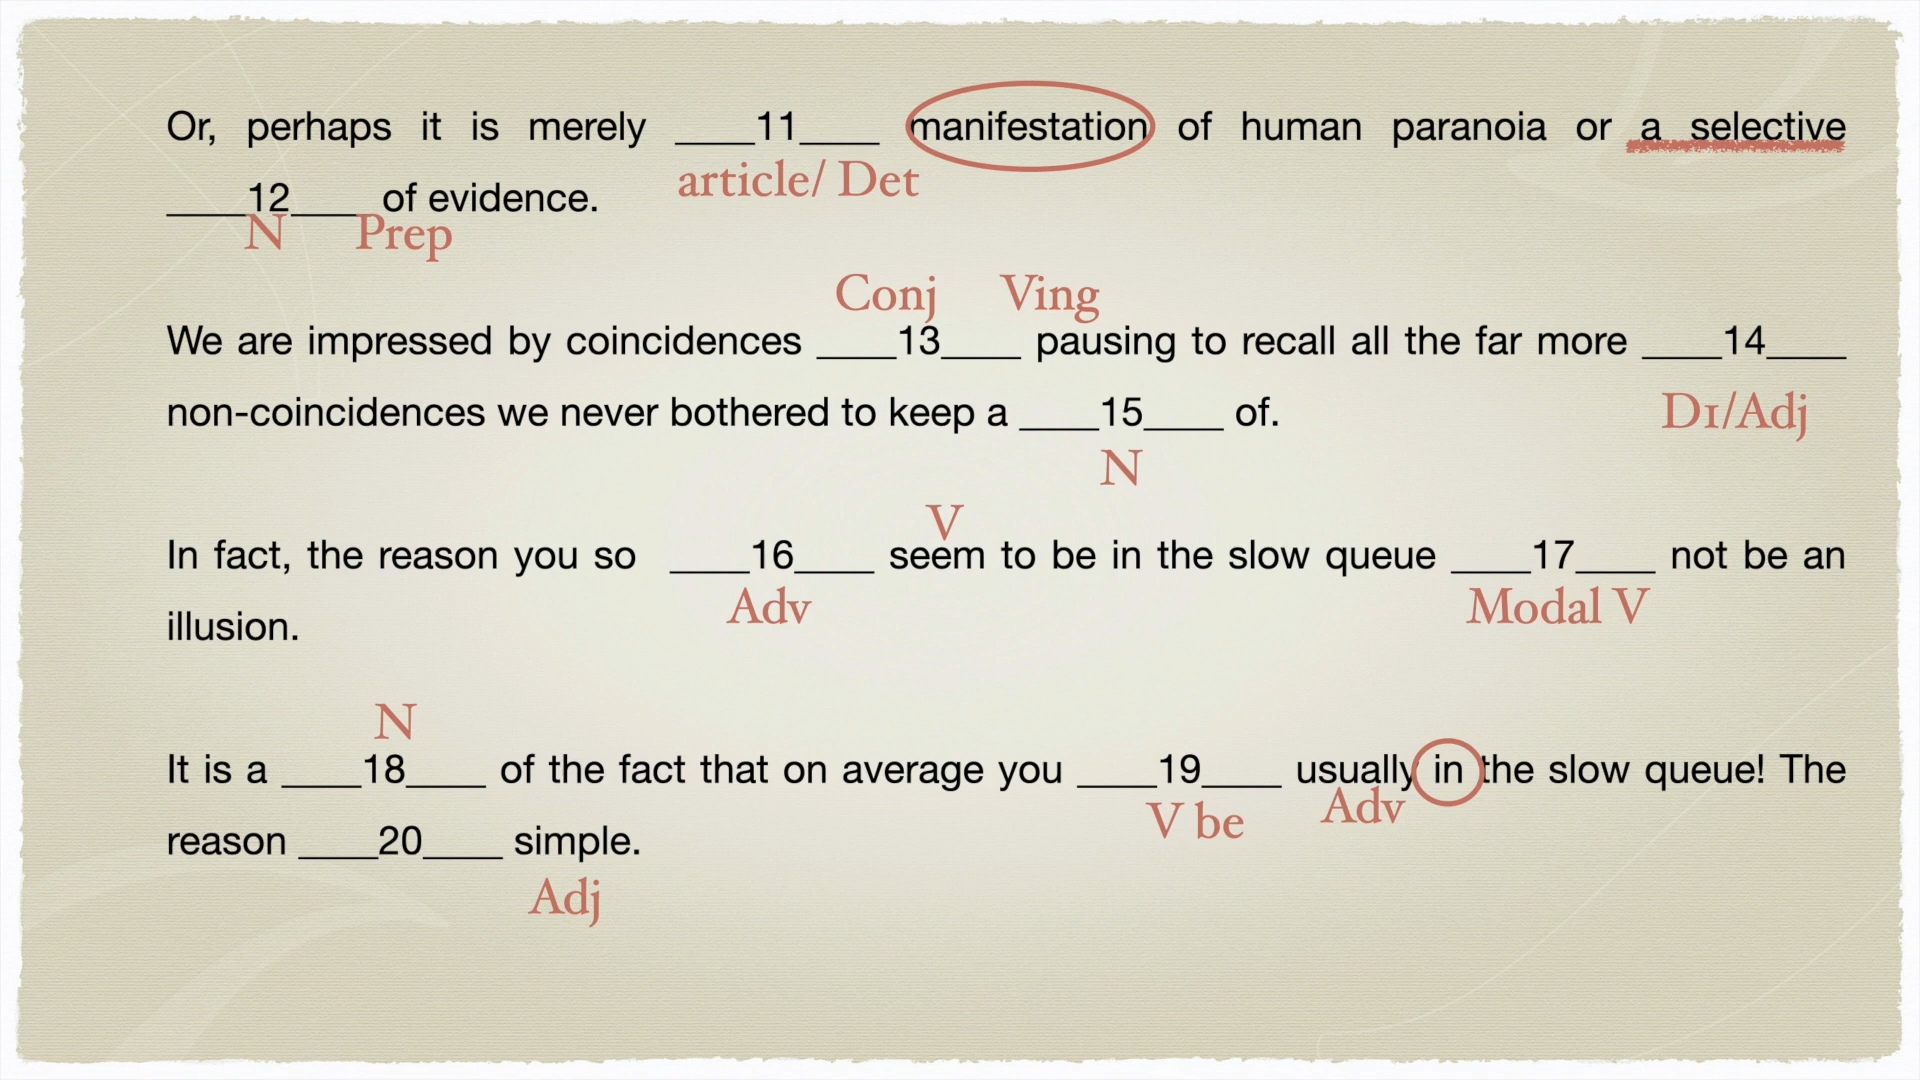 Or, perhaps it is merely ____11____ manifestation of human paranoia or a selective
article/ Det
____12____ of evidence.
N Prep
Conj Ving
We are impressed by coincidences ____13____ pausing to recall all the far more ____14____
D1/Adj
non-coincidences we never bothered to keep a ____15____ of.
N
V
In fact, the reason you so ____16____ seem to be in the slow queue ____17____ not be an
Adv Modal V
illusion.
N
It is a ____18____ of the fact that on average you ____19____ usually in the slow queue! The
V be Adv
reason ____20____ simple.
Adj